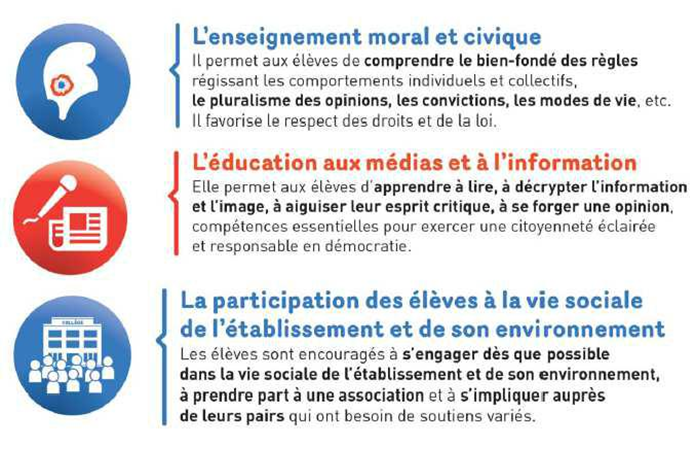 L'enseignement moral et civique
Il permet aux élèves de comprendre le bien-fondé des règles
régissant les comportements individuels et collectifs,
le pluralisme des opinions, les convictions, les modes de vie, etc.
Il favorise le respect des droits et de la loi.
L'éducation aux médias et à l'information
Elle permet aux élèves d'apprendre à lire, à décrypter l'information
et l'image, à aiguiser leur esprit critique, à se forger une opinion,
compétences essentielles pour exercer une citoyenneté éclairée
et responsable en démocratie.
COLLÈGE
La participation des élèves à la vie sociale
de l'établissement et de son environnement
Les élèves sont encouragés à s'engager dès que possible
dans la vie sociale de l'établissement et de son environnement,
à prendre part à une association et à s'impliquer auprès
de leurs pairs qui ont besoin de soutiens variés.